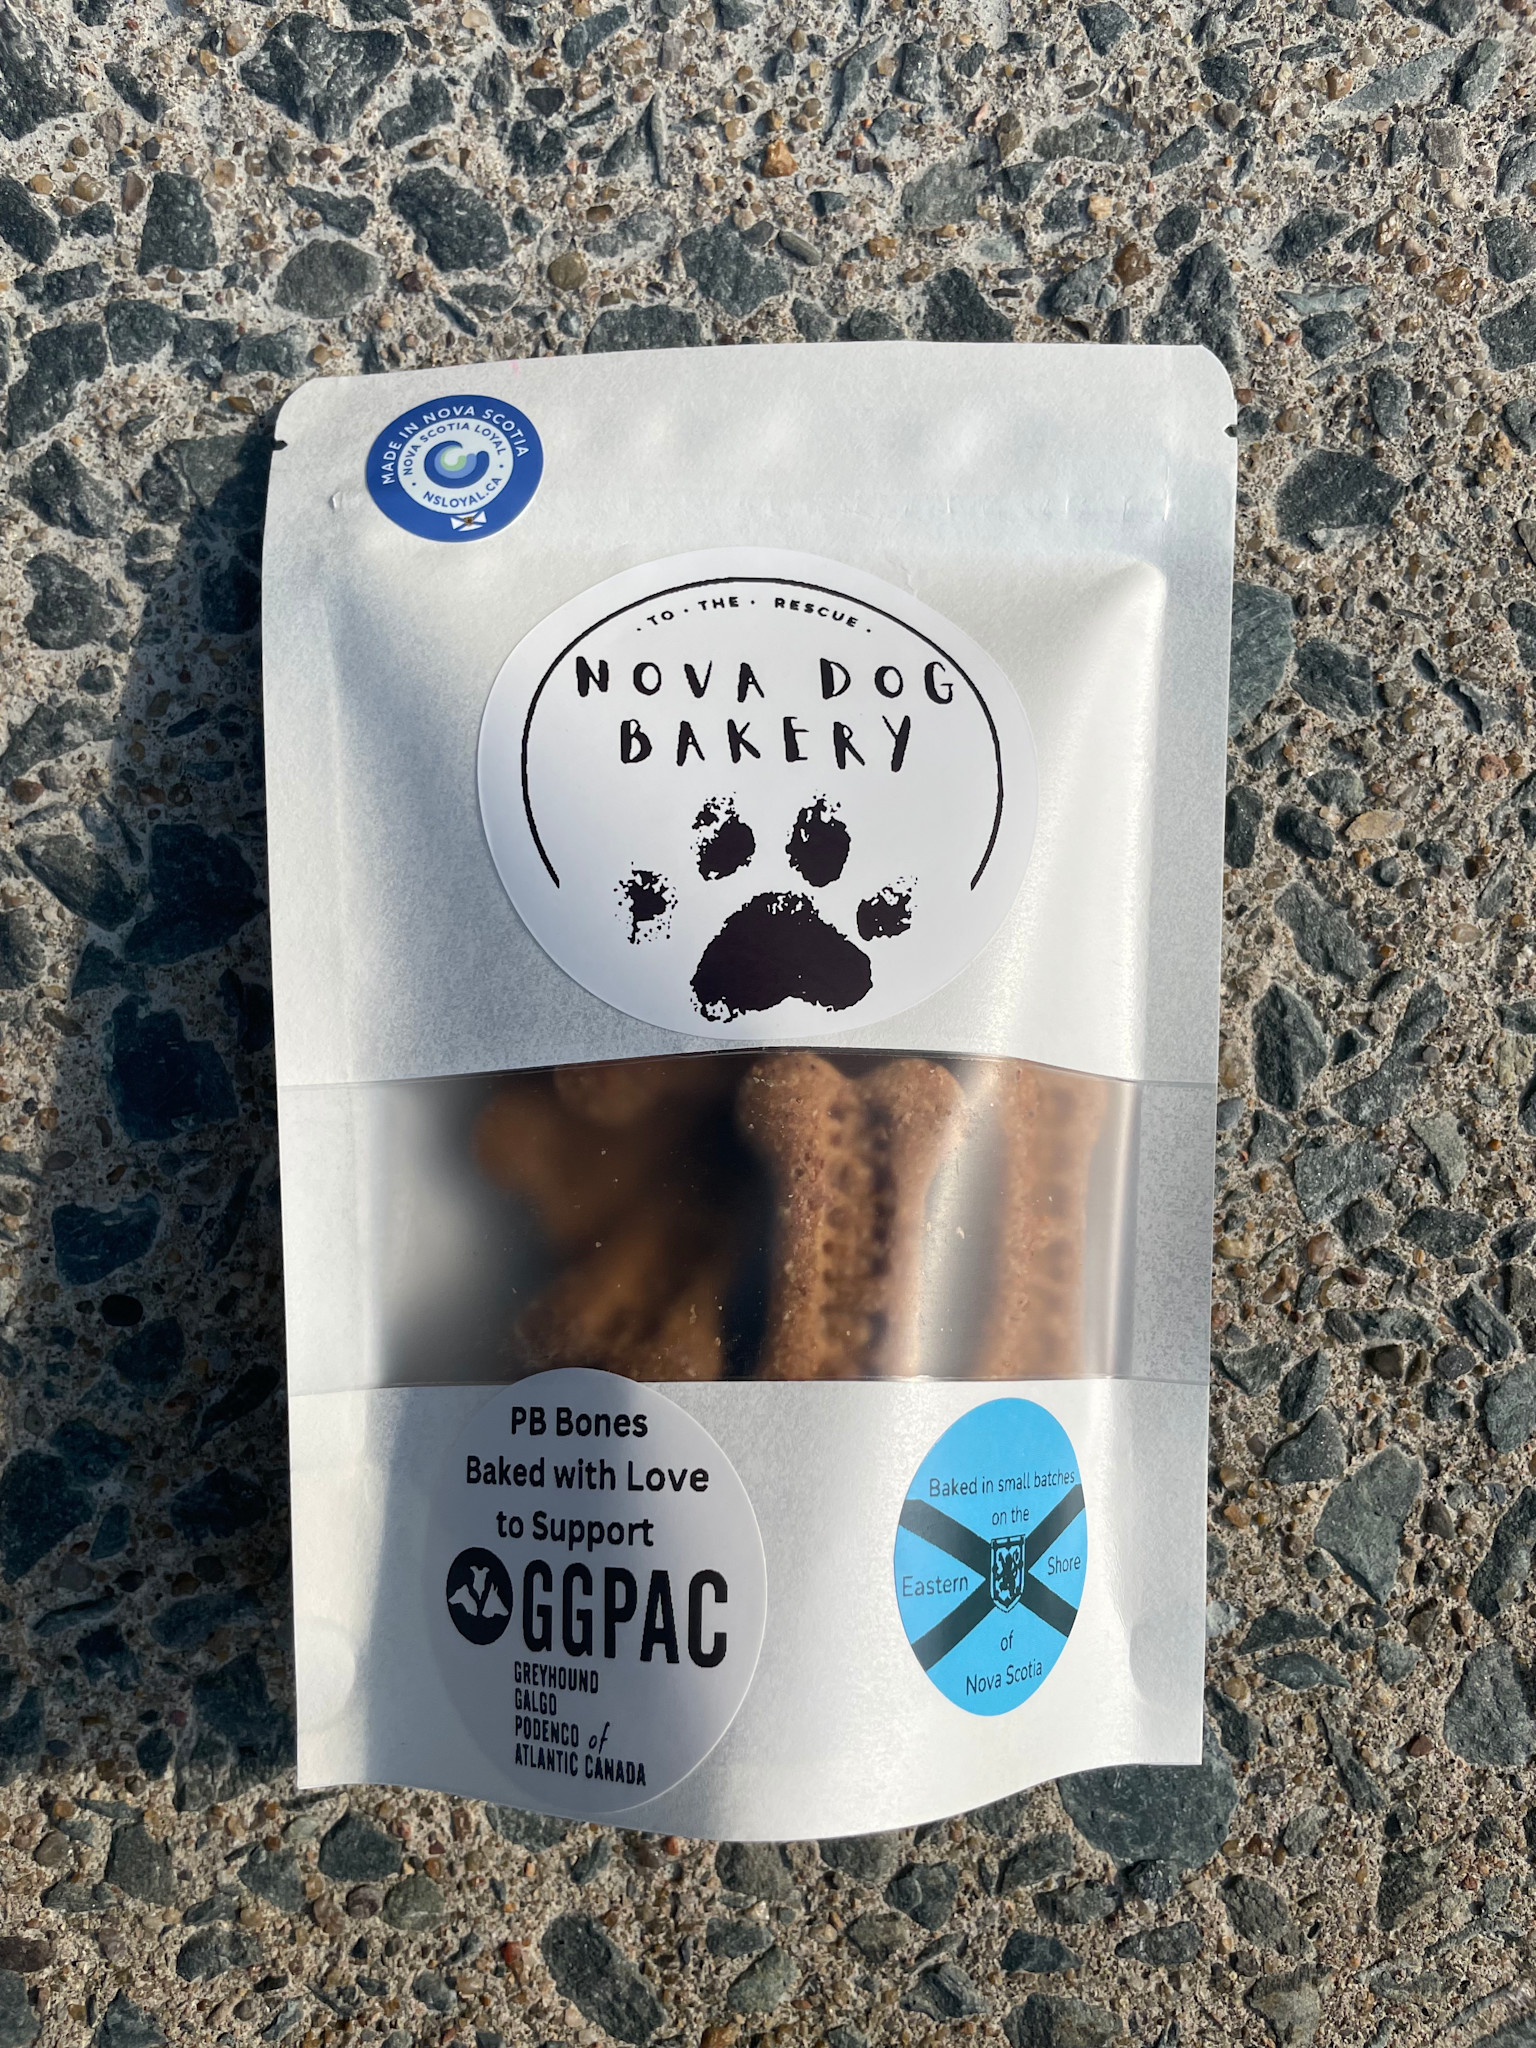 MADE IN NOVA SCOTIA
NOVA SCOTIA LOYAL
NSLOYAL.CA
· TO · THE · RESCUE ·
NOVA DOG
BAKERY
PB Bones
Baked with Love
to Support
GGPAC
GREYHOUND
GALGO
PODENCO of
ATLANTIC CANADA
Baked in small batches
on the
Eastern Shore
of
Nova Scotia